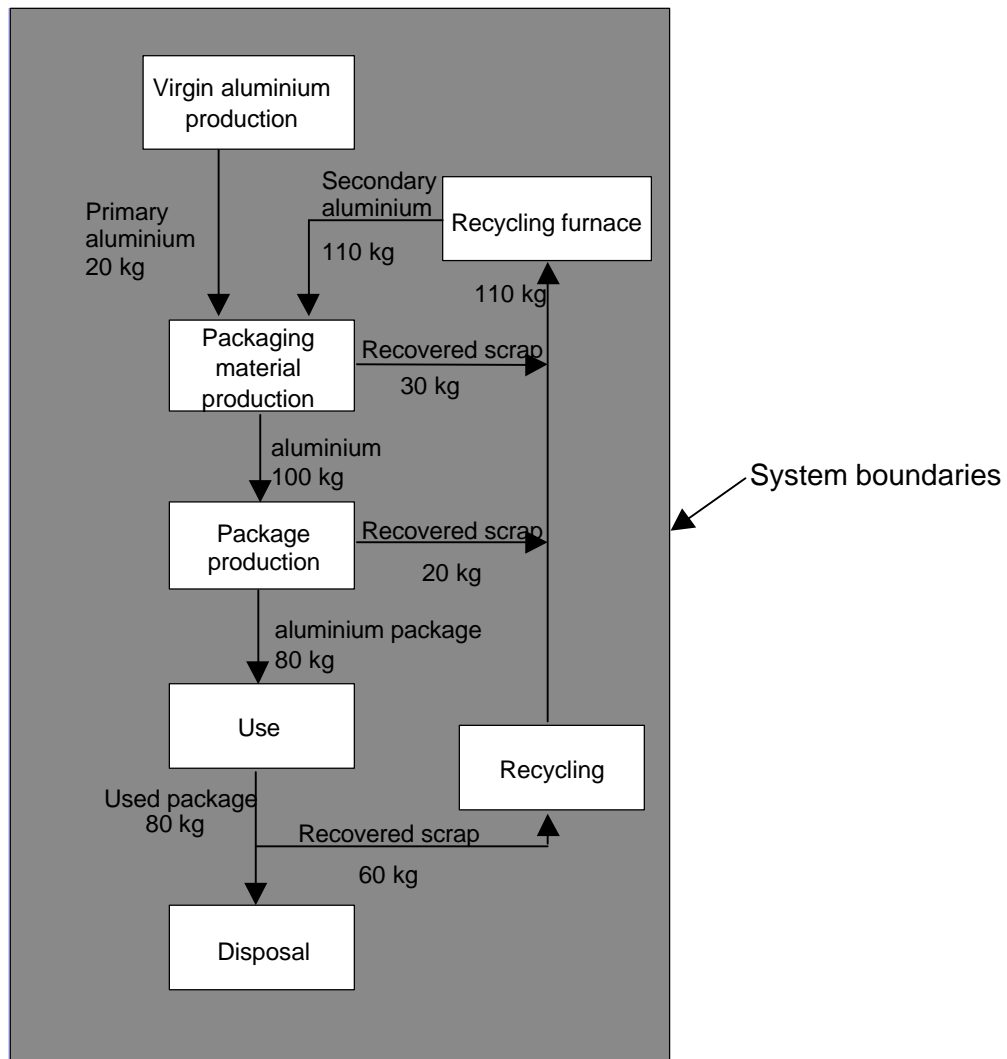 Virgin aluminium
production
Secondary
aluminium
Recycling furnace
Primary
aluminium
20 kg
110 kg
110 kg
Packaging
material
production
Recovered scrap
30 kg
aluminium
100 kg
System boundaries
Package
production
Recovered scrap
20 kg
aluminium package
80 kg
Use
Recycling
Used package
80 kg
Recovered scrap
60 kg
Disposal